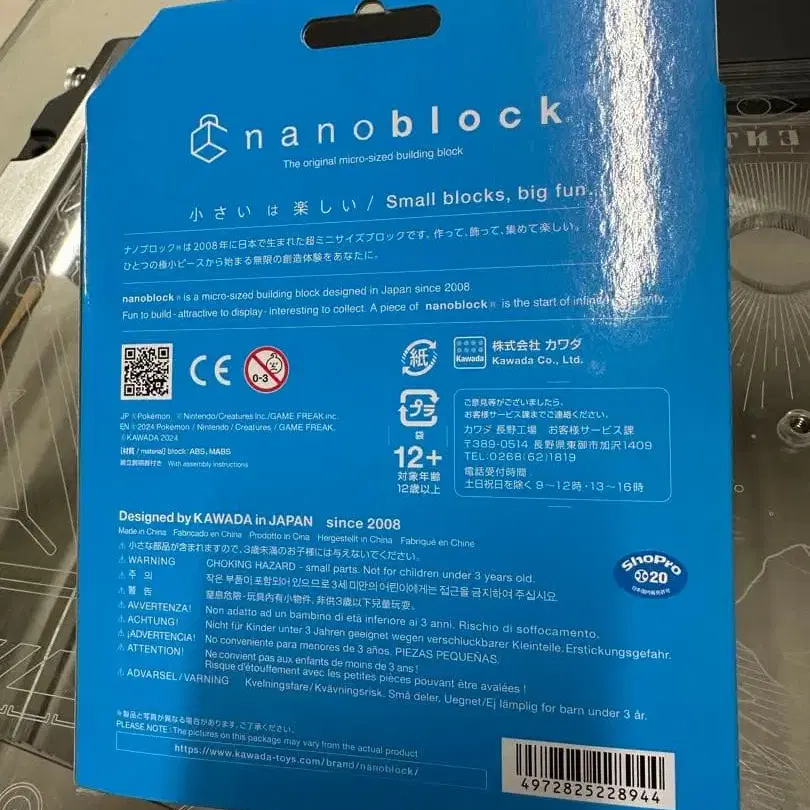 nanoblock
The original micro-sized building block
小さいは楽しい / Small blocks, big fun.
ナノブロック®は2008年に日本で生まれた超ミニサイズブロックです。作って、飾って、集めて楽しい。
ひとつの極小ピースから始まる無限の創造体験をあなたに。
nanoblock® is a micro-sized building block designed in Japan since 2008.
Fun to build - attractive to display - interesting to collect. A piece of nanoblock® is the start of infinite creativity.
0-3
紙
プラ
袋
Kawada
株式会社 カワダ
Kawada Co., Ltd.
JP ©Pokémon ©Nintendo/Creatures Inc./GAME FREAK inc.
EN ©2024 Pokémon / Nintendo / Creatures / GAME FREAK.
©KAWADA 2024
[材質 / material] block : ABS, MABS
組立説明書付き With assembly instructions
12+
対象年齢
12歳以上
ご意見等がございましたら、
お客様サービス課までご連絡ください。
カワダ 長野工場 お客様サービス課
〒389-0514 長野県東御市加沢1409
TEL.0268(62)1819
電話受付時間
土日祝日を除く 9~12時・13~16時
Designed by KAWADA in JAPAN since 2008
Made in China Fabricado en China Prodotto in Cina Hergestellt in China Fabriqué en Chine
⚠小さな部品が含まれますので、3歳未満のお子様には与えないでください。
⚠WARNING CHOKING HAZARD - small parts. Not for children under 3 years old.
⚠주 의 작은 부품이 포함되어 있으므로 3세 미만의 어린이에게는 접근을 금지하여 주십시요.
⚠警 告 窒息危險-玩具内有小物件, 非供3歲以下兒童玩耍.
⚠AVVERTENZA! Non adatto ad un bambino di età inferiore ai 3 anni. Rischio di soffocamento.
⚠ACHTUNG! Nicht für Kinder unter 3 Jahren geeignet wegen verschluckbarer Kleinteile. Erstickungsgefahr.
⚠¡ADVERTENCIA! No conveniente para menores de 3 años. PIEZAS PEQUEÑAS.
⚠ATTENTION! Ne convient pas aux enfants de moins de 3 ans !
Risque d'étouffement avec les petites pièces pouvant être avalées !
⚠ADVARSEL / VARNING Kvelningsfare / Kvävningsrisk. Små deler. Uegnet/Ej lämplig for barn under 3 år.
ShoPro
20
日本国内販売許可
※製品と写真が異なる場合があります、ご了承ください。
PLEASE NOTE : The pictures on this package may vary from the actual product
https://www.kawada-toys.com/brand/nanoblock/
4972825228944